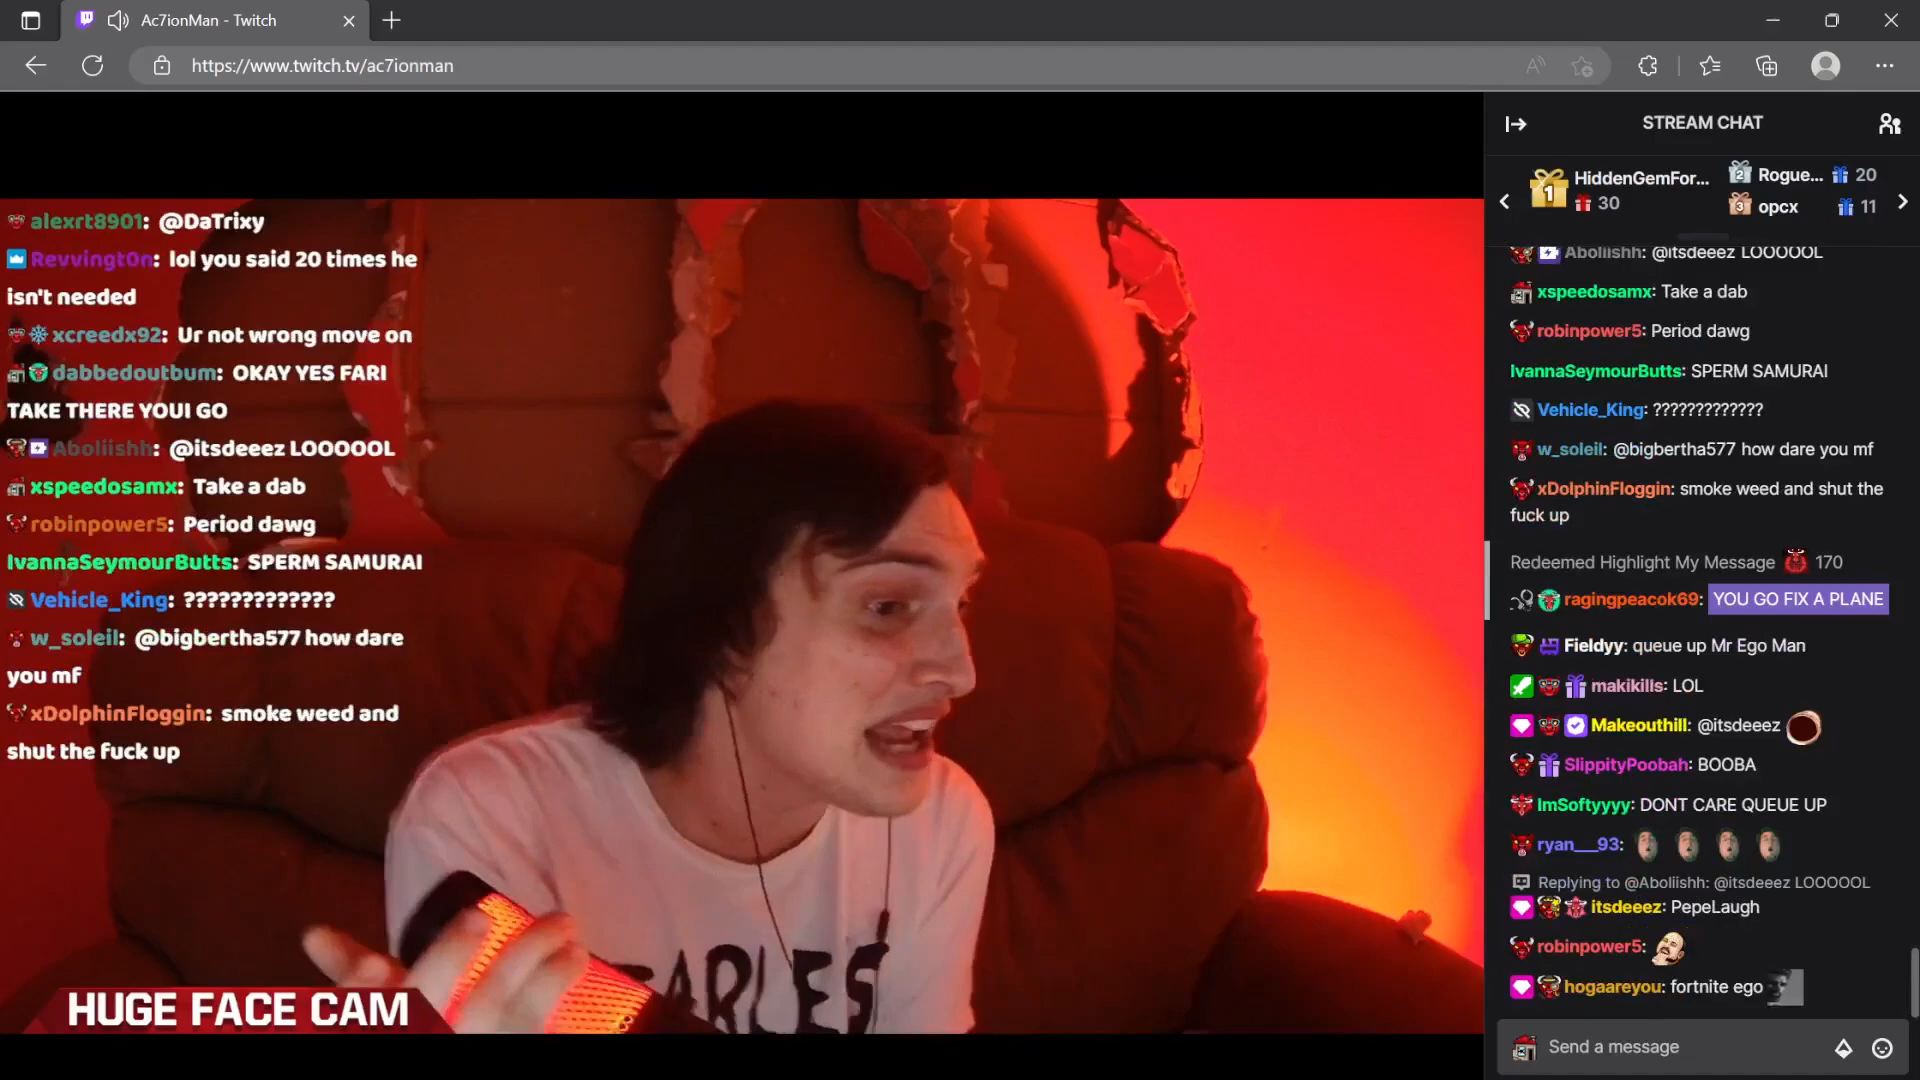 Ac7ionMan - Twitch
https://www.twitch.tv/ac7ionman
alexrt8901: @DaTrixy
Revvingt0n: lol you said 20 times he
isn't needed
xcreedx92: Ur not wrong move on
dabbedoutbum: OKAY YES FARI
TAKE THERE YOUI GO
Aboliishh: @itsdeeez LOOOOOL
xspeedosamx: Take a dab
robinpower5: Period dawg
IvannaSeymourButts: SPERM SAMURAI
Vehicle_King: ?????????????
w_soleil: @bigbertha577 how dare
you mf
xDolphinFloggin: smoke weed and
shut the fuck up
HUGE FACE CAM
STREAM CHAT
1 HiddenGemFor... 30
2 Rogue... 20
3 opcx 11
Aboliishh: @itsdeeez LOOOOOL
xspeedosamx: Take a dab
robinpower5: Period dawg
IvannaSeymourButts: SPERM SAMURAI
Vehicle_King: ?????????????
w_soleil: @bigbertha577 how dare you mf
xDolphinFloggin: smoke weed and shut the
fuck up
Redeemed Highlight My Message 170
ragingpeacok69: YOU GO FIX A PLANE
Fieldyy: queue up Mr Ego Man
makikills: LOL
Makeouthill: @itsdeeez
SlippityPoobah: BOOBA
ImSoftyyyy: DONT CARE QUEUE UP
Replying to @Aboliishh: @itsdeeez LOOOOOL
itsdeeez: PepeLaugh
robinpower5:
hogaareyou: fortnite ego
Send a message